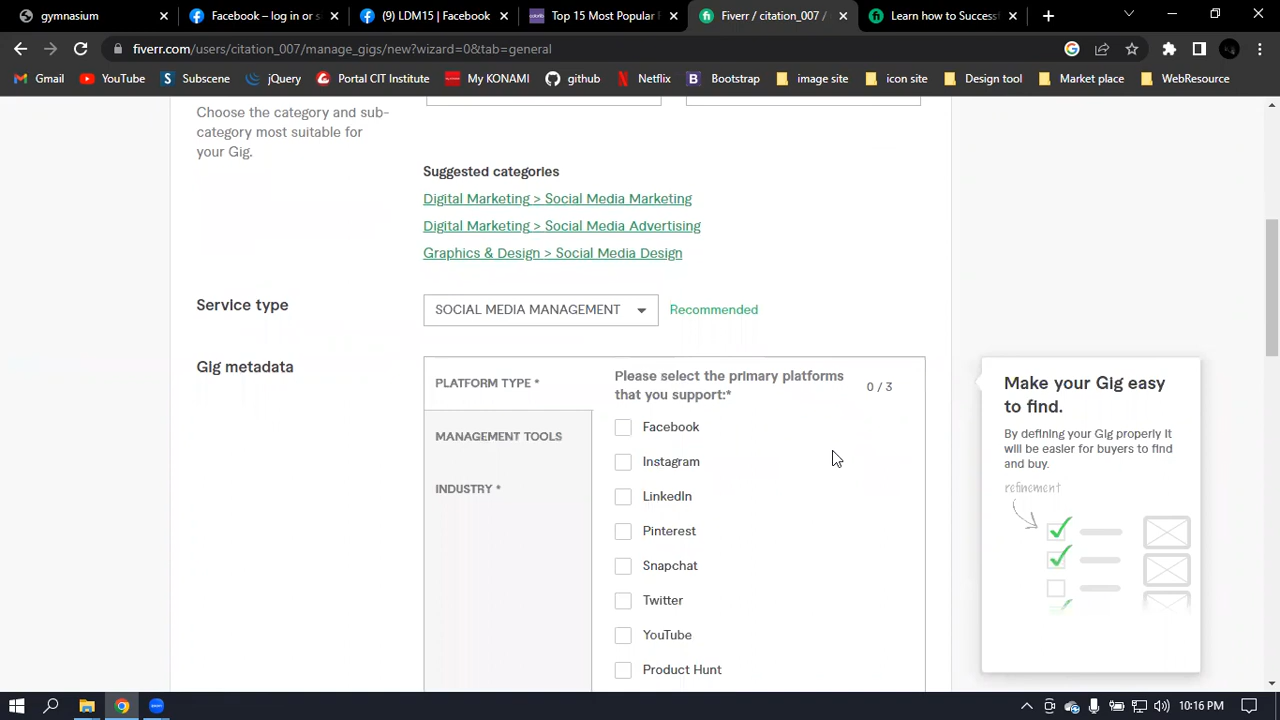 gymnasium
Facebook – log in or s
(9) LDM15 | Facebook
Top 15 Most Popular F
Fiverr / citation_007 /
Learn how to Successf
fiverr.com/users/citation_007/manage_gigs/new?wizard=0&tab=general
Gmail
YouTube
Subscene
jQuery
Portal CIT Institute
My KONAMI
github
Netflix
Bootstrap
image site
icon site
Design tool
Market place
WebResource
Choose the category and sub-
category most suitable for
your Gig.
Suggested categories
Digital Marketing > Social Media Marketing
Digital Marketing > Social Media Advertising
Graphics & Design > Social Media Design
Service type
SOCIAL MEDIA MANAGEMENT
Recommended
Gig metadata
PLATFORM TYPE *
MANAGEMENT TOOLS
INDUSTRY *
Please select the primary platforms
that you support:*
0 / 3
Facebook
Instagram
LinkedIn
Pinterest
Snapchat
Twitter
YouTube
Product Hunt
Make your Gig easy
to find.
By defining your Gig properly it
will be easier for buyers to find
and buy.
refinement
10:16 PM